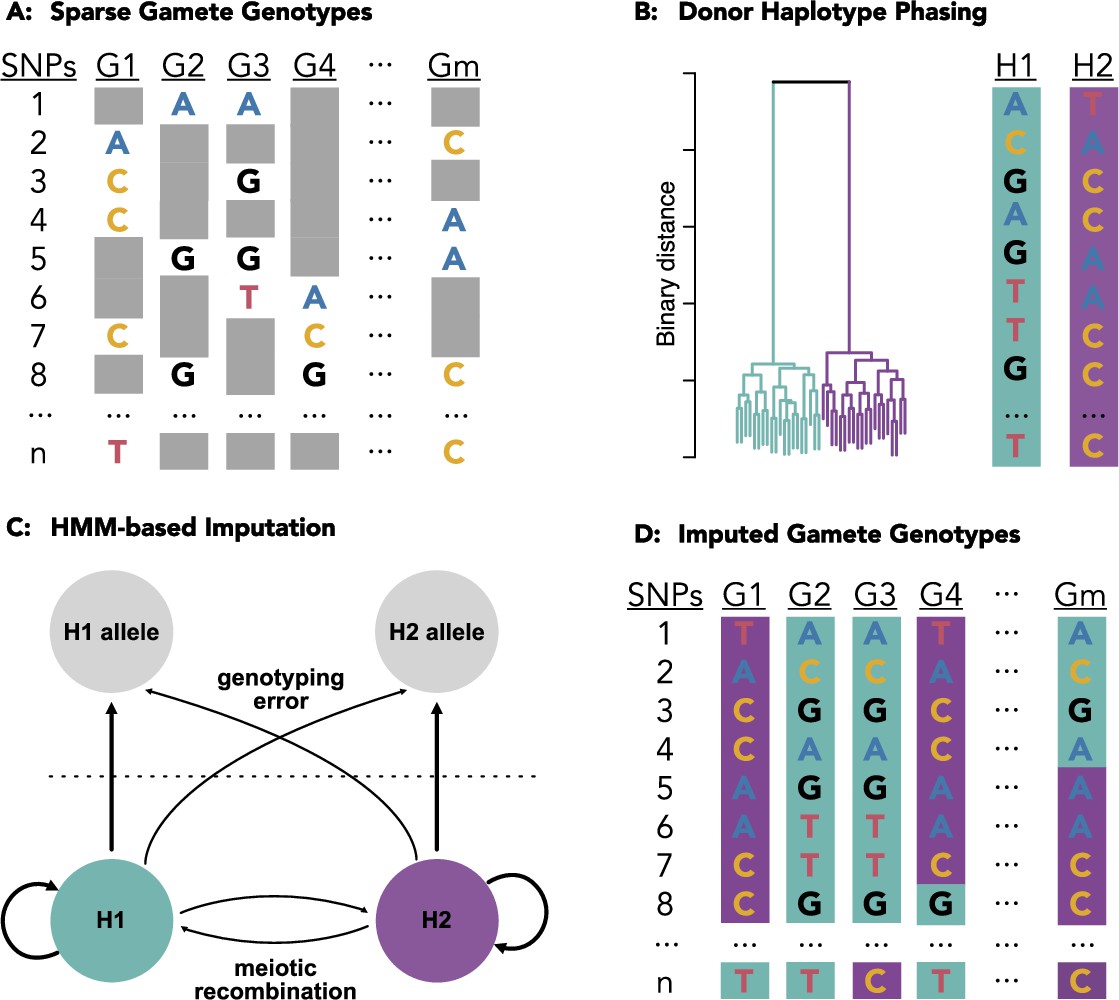 A: Sparse Gamete Genotypes
SNPs G1 G2 G3 G4 ... Gm
1 A A ...
2 A ... C
3 C G ...
4 C ... A
5 G G ... A
6 T A ...
7 C C ...
8 G G ... C
... ... ... ... ... ... ...
n T ... C
B: Donor Haplotype Phasing
Binary distance
H1 H2
A T
C A
G C
A C
G A
T A
T C
G C
... ...
T C
C: HMM-based Imputation
H1 allele
H2 allele
genotyping
error
H1
H2
meiotic
recombination
D: Imputed Gamete Genotypes
SNPs G1 G2 G3 G4 ... Gm
1 T A A T ... A
2 A C C A ... C
3 C G G C ... G
4 C A A C ... A
5 A G G A ... A
6 A T T A ... A
7 C T T C ... C
8 C G G G ... C
... ... ... ... ... ... ...
n T T C T ... C